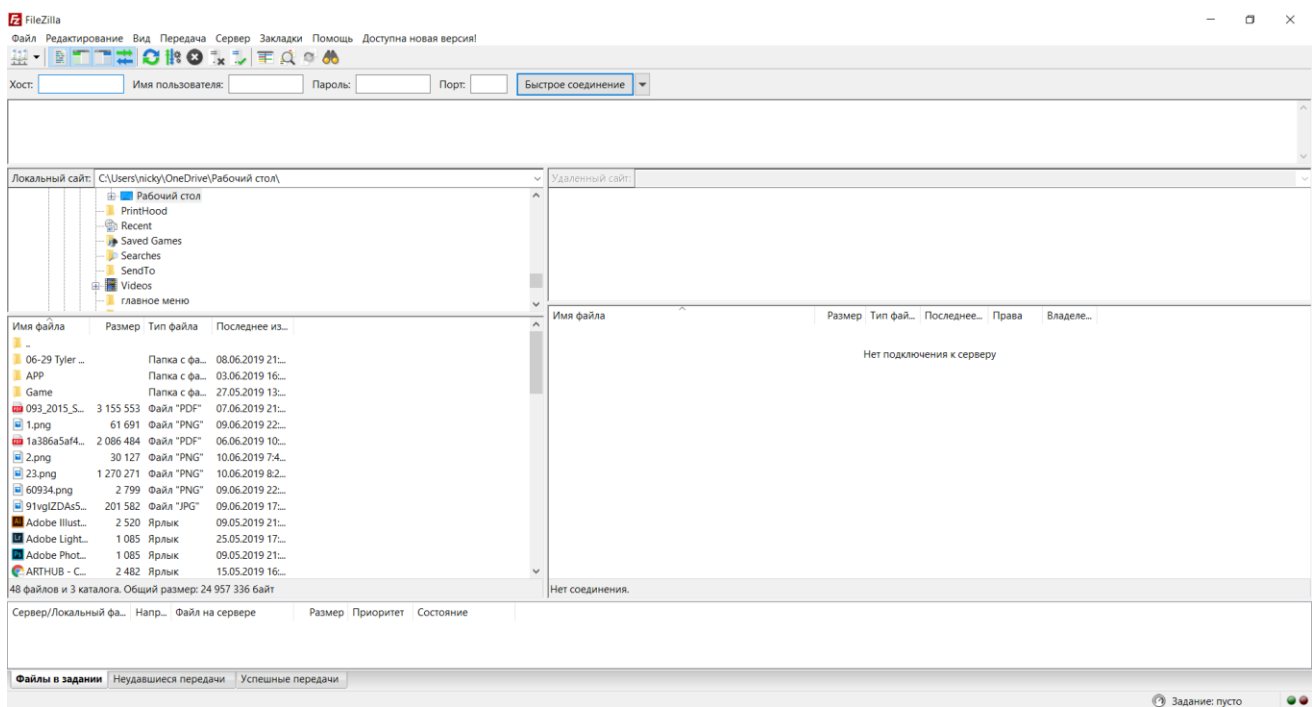 FileZilla
Файл Редактирование Вид Передача Сервер Закладки Помощь Доступна новая версия!
Хост: Имя пользователя: Пароль: Порт: Быстрое соединение
Локальный сайт: C:\Users\nicky\OneDrive\Рабочий стол\
Рабочий стол
PrintHood
Recent
Saved Games
Searches
SendTo
Videos
главное меню
Имя файла Размер Тип файла Последнее из...
..
06-29 Tyler ... Папка с фа... 08.06.2019 21:...
APP Папка с фа... 03.06.2019 16:...
Game Папка с фа... 27.05.2019 13:...
093_2015_S... 3 155 553 Файл "PDF" 07.06.2019 21:...
1.png 61 691 Файл "PNG" 09.06.2019 22:...
1a386a5af4... 2 086 484 Файл "PDF" 06.06.2019 10:...
2.png 30 127 Файл "PNG" 10.06.2019 7:4...
23.png 1 270 271 Файл "PNG" 10.06.2019 8:2...
60934.png 2 799 Файл "PNG" 09.06.2019 22:...
91vgIZDAs5... 201 582 Файл "JPG" 09.06.2019 17:...
Adobe Illust... 2 520 Ярлык 09.05.2019 21:...
Adobe Light... 1 085 Ярлык 25.05.2019 17:...
Adobe Phot... 1 085 Ярлык 09.05.2019 21:...
ARTHUB - C... 2 482 Ярлык 15.05.2019 16:...
48 файлов и 3 каталога. Общий размер: 24 957 336 байт
Удаленный сайт:
Имя файла Размер Тип фай... Последнее... Права Владеле...
Нет подключения к серверу
Нет соединения.
Сервер/Локальный фа... Напр... Файл на сервере Размер Приоритет Состояние
Файлы в задании Неудавшиеся передачи Успешные передачи
Задание: пусто